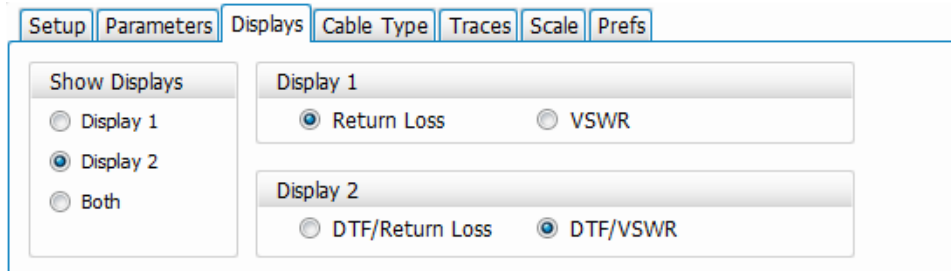 Setup Parameters Displays Cable Type Traces Scale Prefs
Show Displays
Display 1
Display 2
Both
Display 1
Return Loss VSWR
Display 2
DTF/Return Loss DTF/VSWR